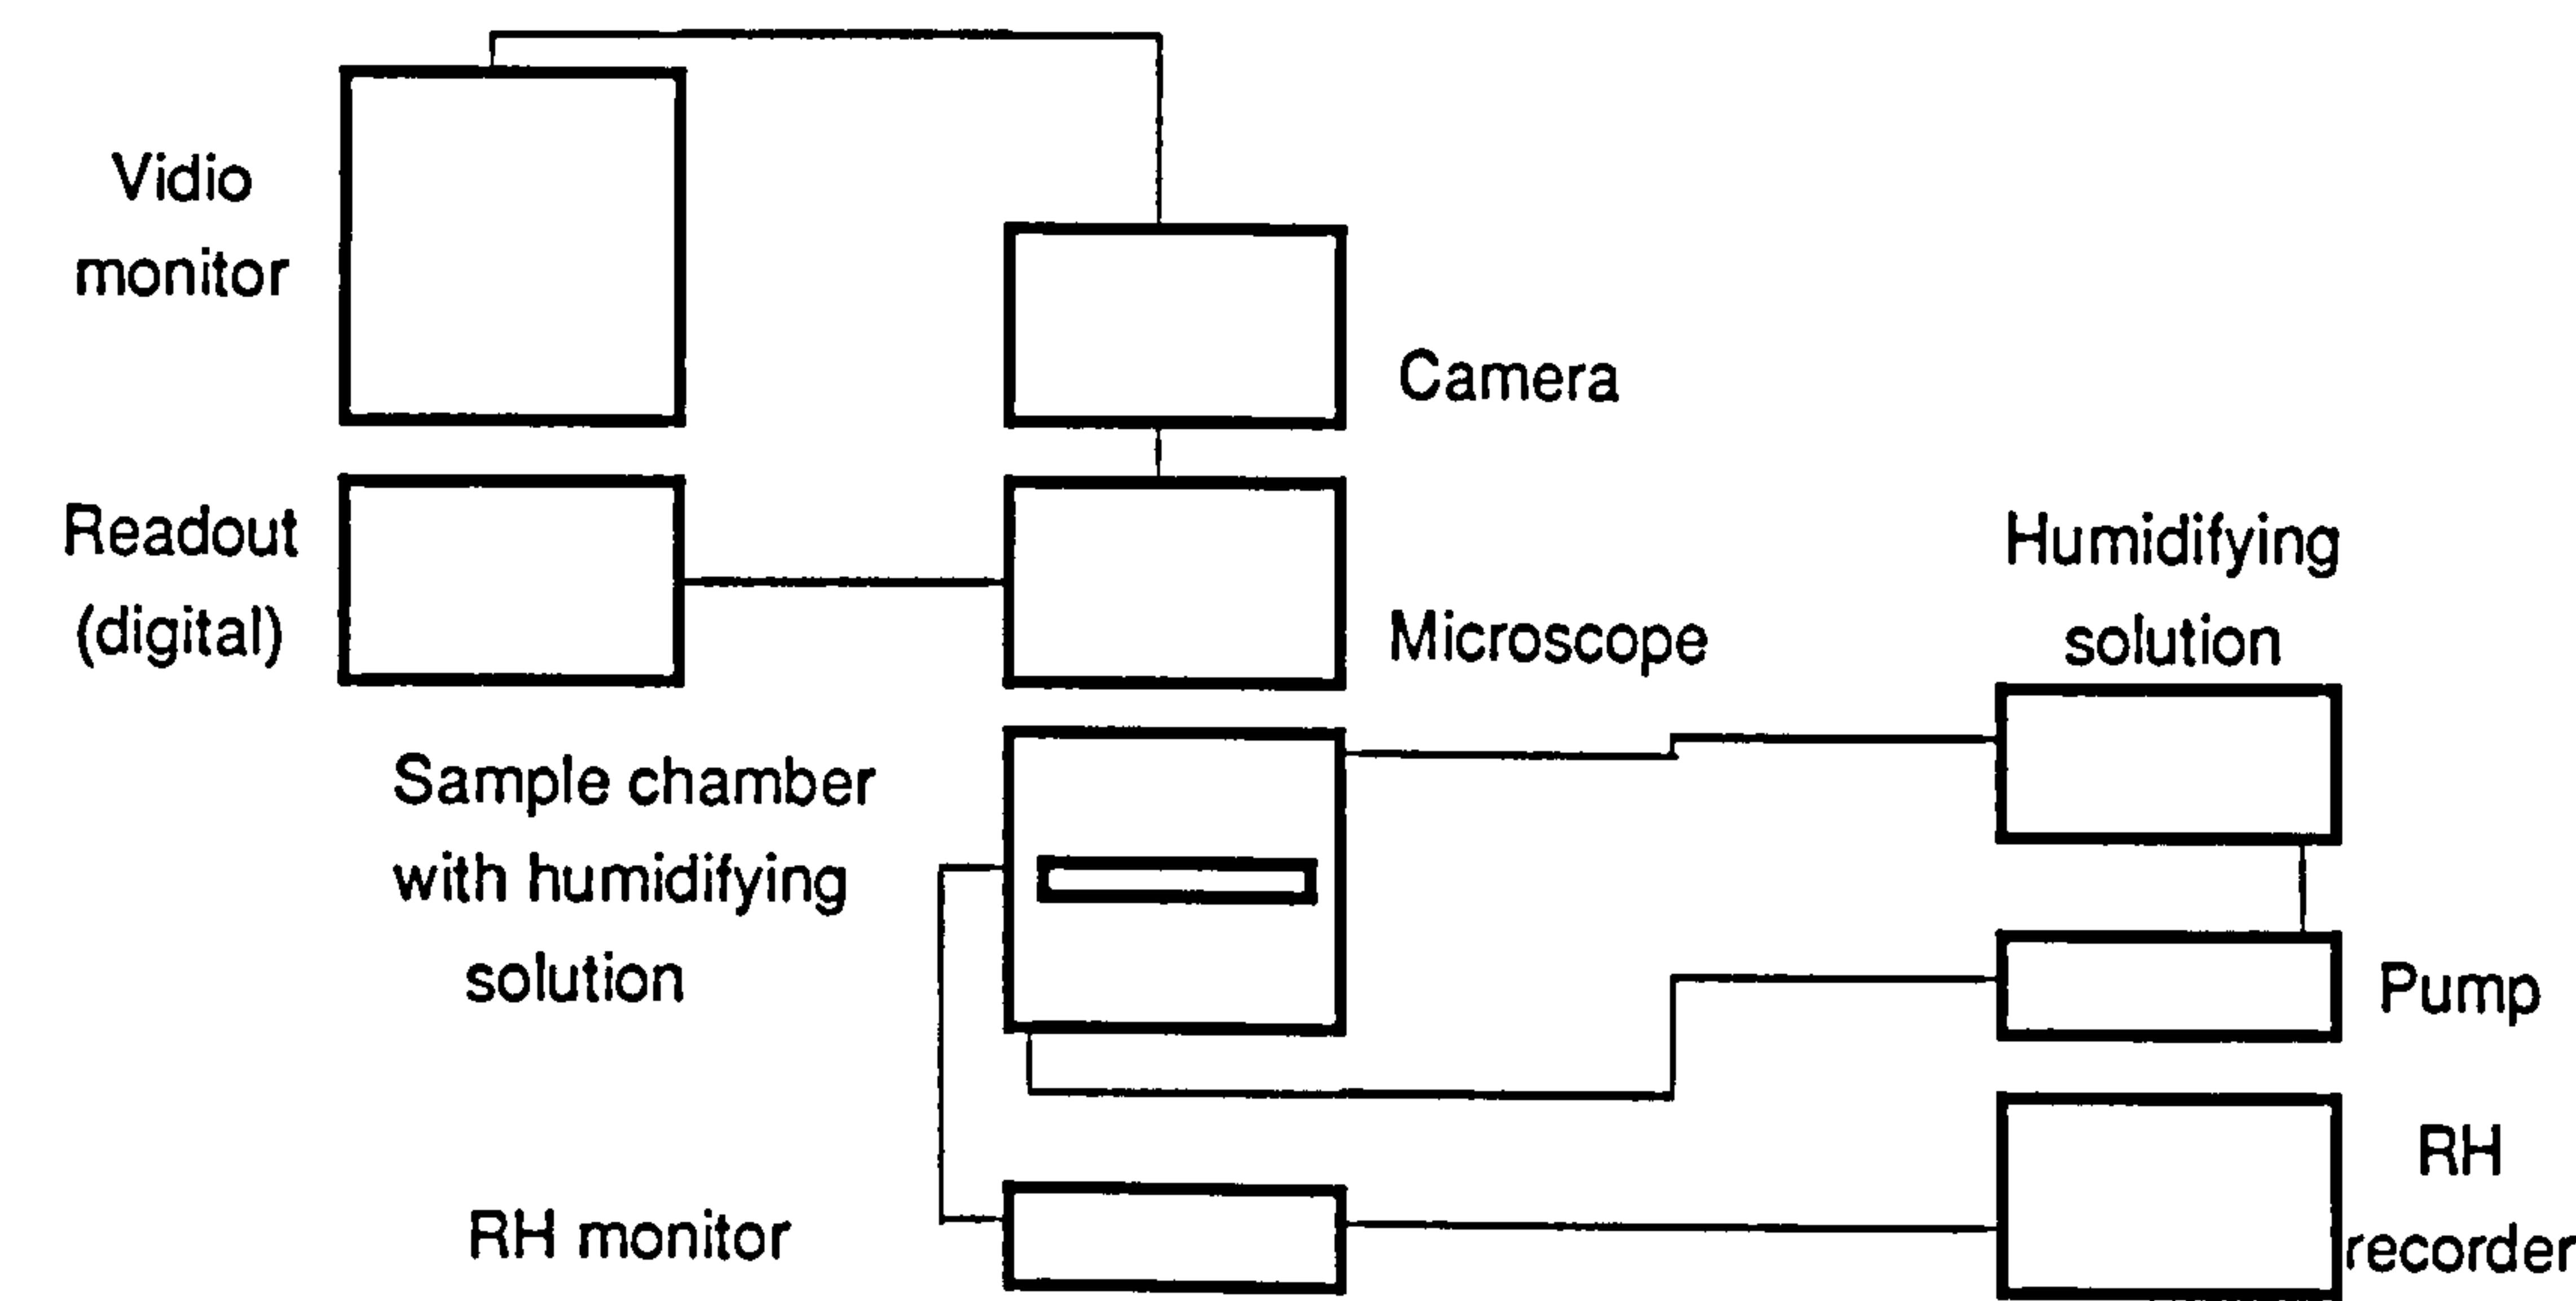 Vidio
monitor
Camera
Readout
(digital)
Microscope
Humidifying
solution
Sample chamber
with humidifying
solution
Pump
RH monitor
RH
recorder